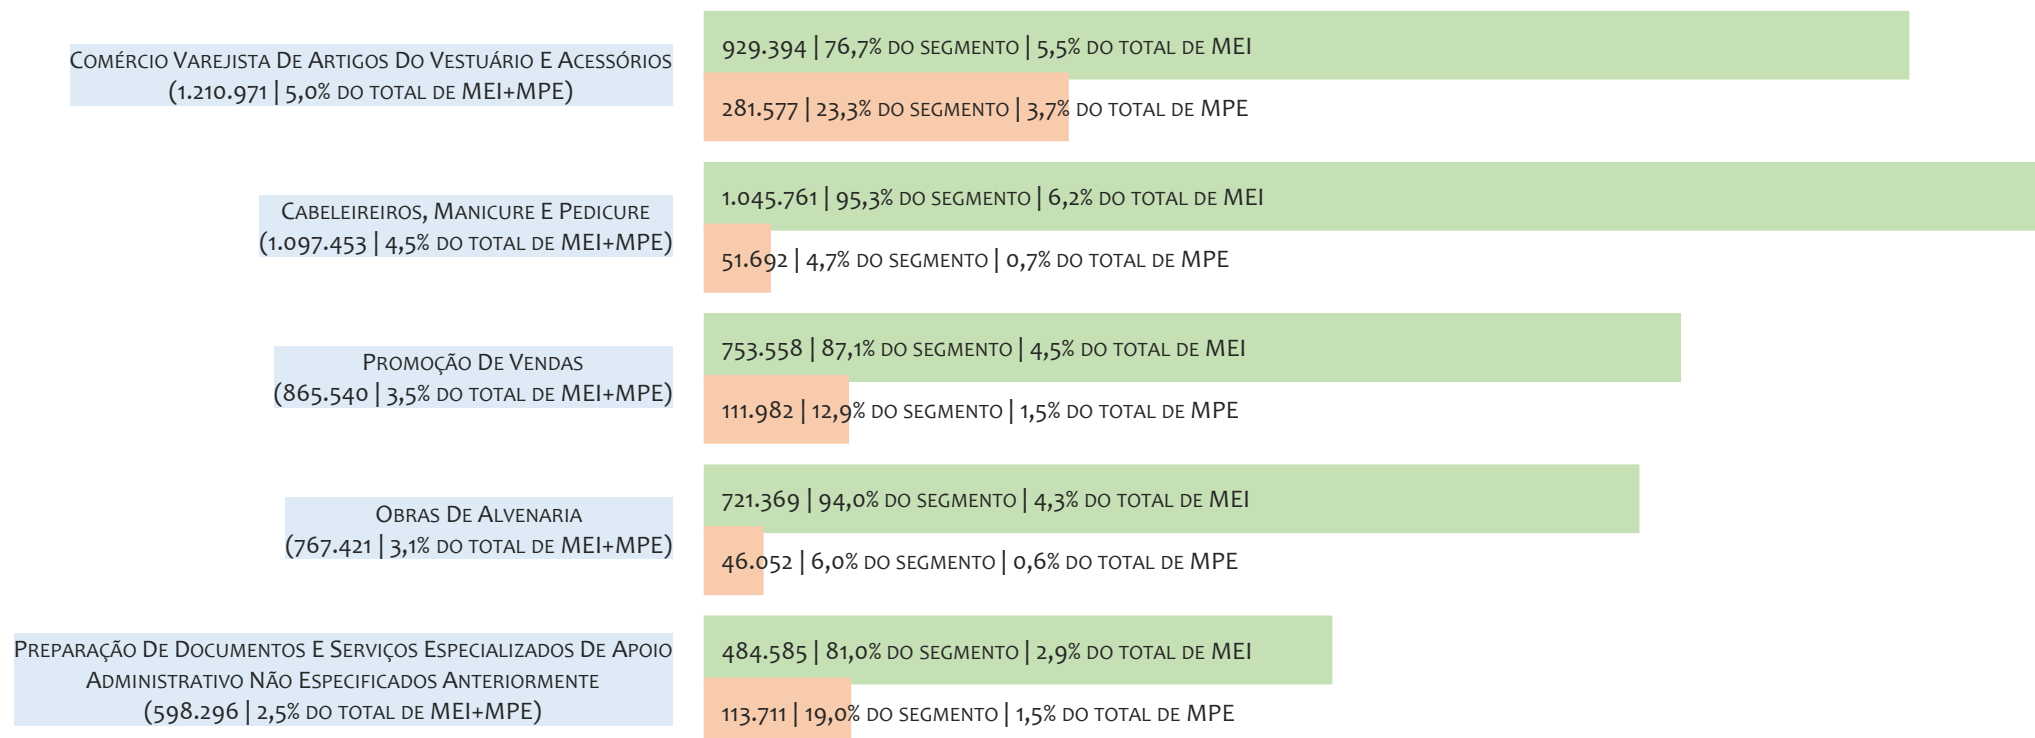 Comércio Varejista De Artigos Do Vestuário E Acessórios
(1.210.971 | 5,0% do total de MEI+MPE)
929.394 | 76,7% do segmento | 5,5% do total de MEI
281.577 | 23,3% do segmento | 3,7% do total de MPE
Cabeleireiros, Manicure E Pedicure
(1.097.453 | 4,5% do total de MEI+MPE)
1.045.761 | 95,3% do segmento | 6,2% do total de MEI
51.692 | 4,7% do segmento | 0,7% do total de MPE
Promoção De Vendas
(865.540 | 3,5% do total de MEI+MPE)
753.558 | 87,1% do segmento | 4,5% do total de MEI
111.982 | 12,9% do segmento | 1,5% do total de MPE
Obras De Alvenaria
(767.421 | 3,1% do total de MEI+MPE)
721.369 | 94,0% do segmento | 4,3% do total de MEI
46.052 | 6,0% do segmento | 0,6% do total de MPE
Preparação De Documentos E Serviços Especializados De Apoio
Administrativo Não Especificados Anteriormente
(598.296 | 2,5% do total de MEI+MPE)
484.585 | 81,0% do segmento | 2,9% do total de MEI
113.711 | 19,0% do segmento | 1,5% do total de MPE